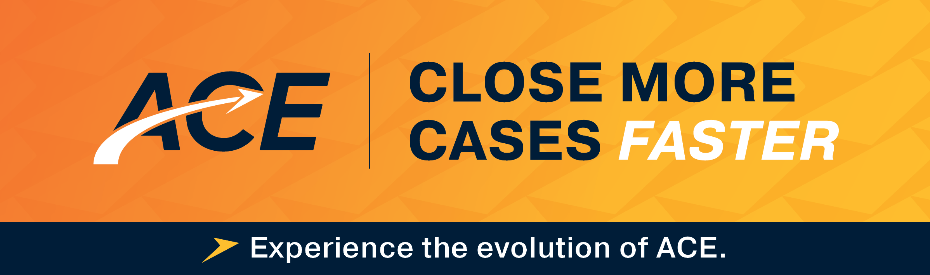 ACE
CLOSE MORE
CASES FASTER
Experience the evolution of ACE.